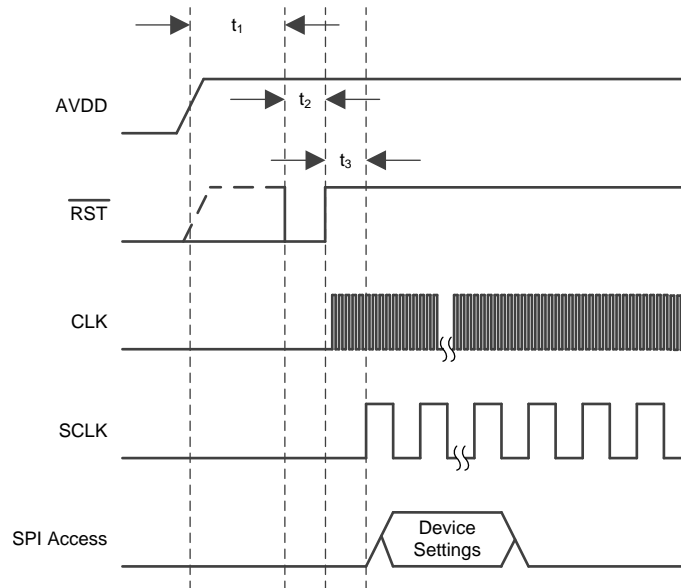 t₁
AVDD
t₂
t₃
RST
CLK
SCLK
SPI Access
Device
Settings